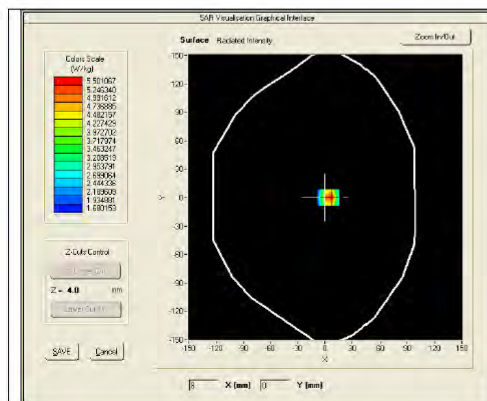 SAR Visualisation Graphical Interface
Surface Radiated Intensity
Zoom In/Out
Colors Scale
(W/kg)
5.501067
5.246340
4.991612
4.736885
4.482157
4.227429
3.972702
3.717974
3.463247
3.208519
2.953791
2.699064
2.444336
2.189609
1.934881
1.680153
150
120
90
60
30
0
-30
-60
-90
-120
-150
Y
-150 -120 -90 -60 -30 0 30 60 90 120 150
X
Z-Cuts Control
Z = 4.0 mm
SAVE Cancel
8 X (mm) 0 Y (mm)